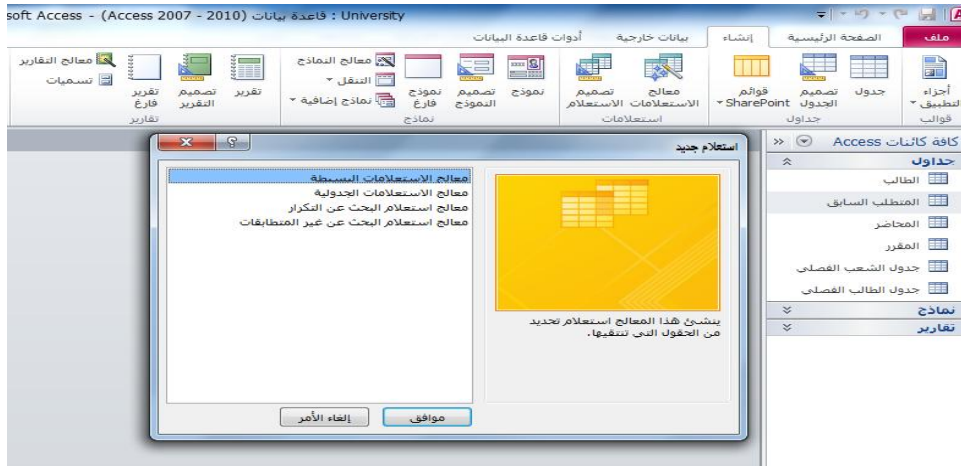 University : قاعدة بيانات (Access 2007 - 2010) - soft Access
ملف
الصفحة الرئيسية
إنشاء
بيانات خارجية
أدوات قاعدة البيانات
أجزاء التطبيق
جدول
تصميم الجدول
قوائم SharePoint
معالج الاستعلامات
تصميم الاستعلام
نموذج
تصميم النموذج
نموذج فارغ
معالج النماذج
التنقل
نماذج إضافية
تقرير
تصميم التقرير
تقرير فارغ
معالج التقارير
تسميات
قوالب
جداول
استعلامات
نماذج
تقارير
كافة كائنات Access
جداول
الطالب
المتطلب السابق
المحاضر
المقرر
جدول الشعب الفصلي
جدول الطالب الفصلي
نماذج
تقارير
استعلام جديد
معالج الاستعلامات البسيطة
معالج الاستعلامات الجدولية
معالج استعلام البحث عن التكرار
معالج استعلام البحث عن غير المتطابقات
ينشئ هذا المعالج استعلام تحديد
من الحقول التي تنتقيها.
موافق
إلغاء الأمر